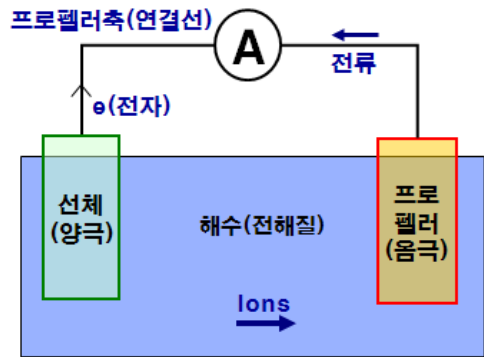 프로펠러축(연결선)
A
전류
e(전자)
선체
(양극)
해수(전해질)
프로
펠러
(옴극)
Ions